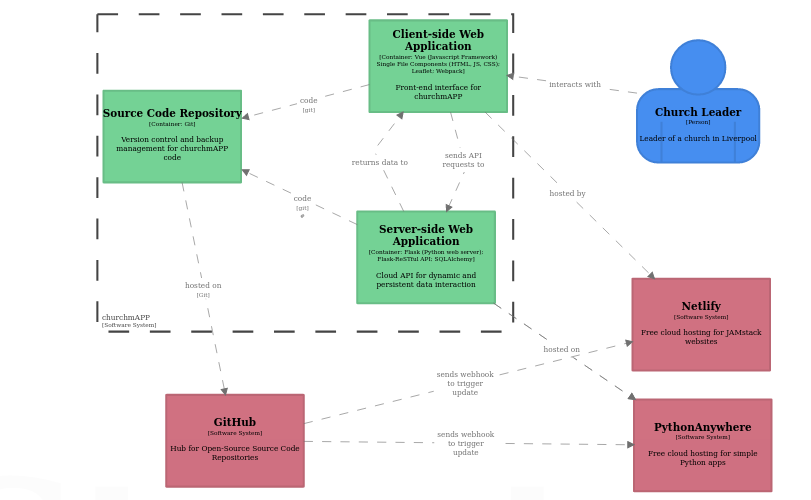 Client-side Web
Application
[Container: Vue (Javascript Framework)
Single File Components (HTML, JS, CSS);
Leaflet; Webpack]
Front-end interface for
churchmAPP
Source Code Repository
[Container: Git]
Version control and backup
management for churchmAPP
code
code
[git]
interacts with
Church Leader
[Person]
Leader of a church in Liverpool
returns data to
sends API
requests to
hosted by
code
[git]
#
Server-side Web
Application
[Container: Flask (Python web server);
Flask-ReSTful API; SQLAlchemy]
Cloud API for dynamic and
persistent data interaction
hosted on
[Git]
churchmAPP
[Software System]
Netlify
[Software System]
Free cloud hosting for JAMstack
websites
hosted on
sends webhook
to trigger
update
GitHub
[Software System]
Hub for Open-Source Source Code
Repositories
sends webhook
to trigger
update
PythonAnywhere
[Software System]
Free cloud hosting for simple
Python apps